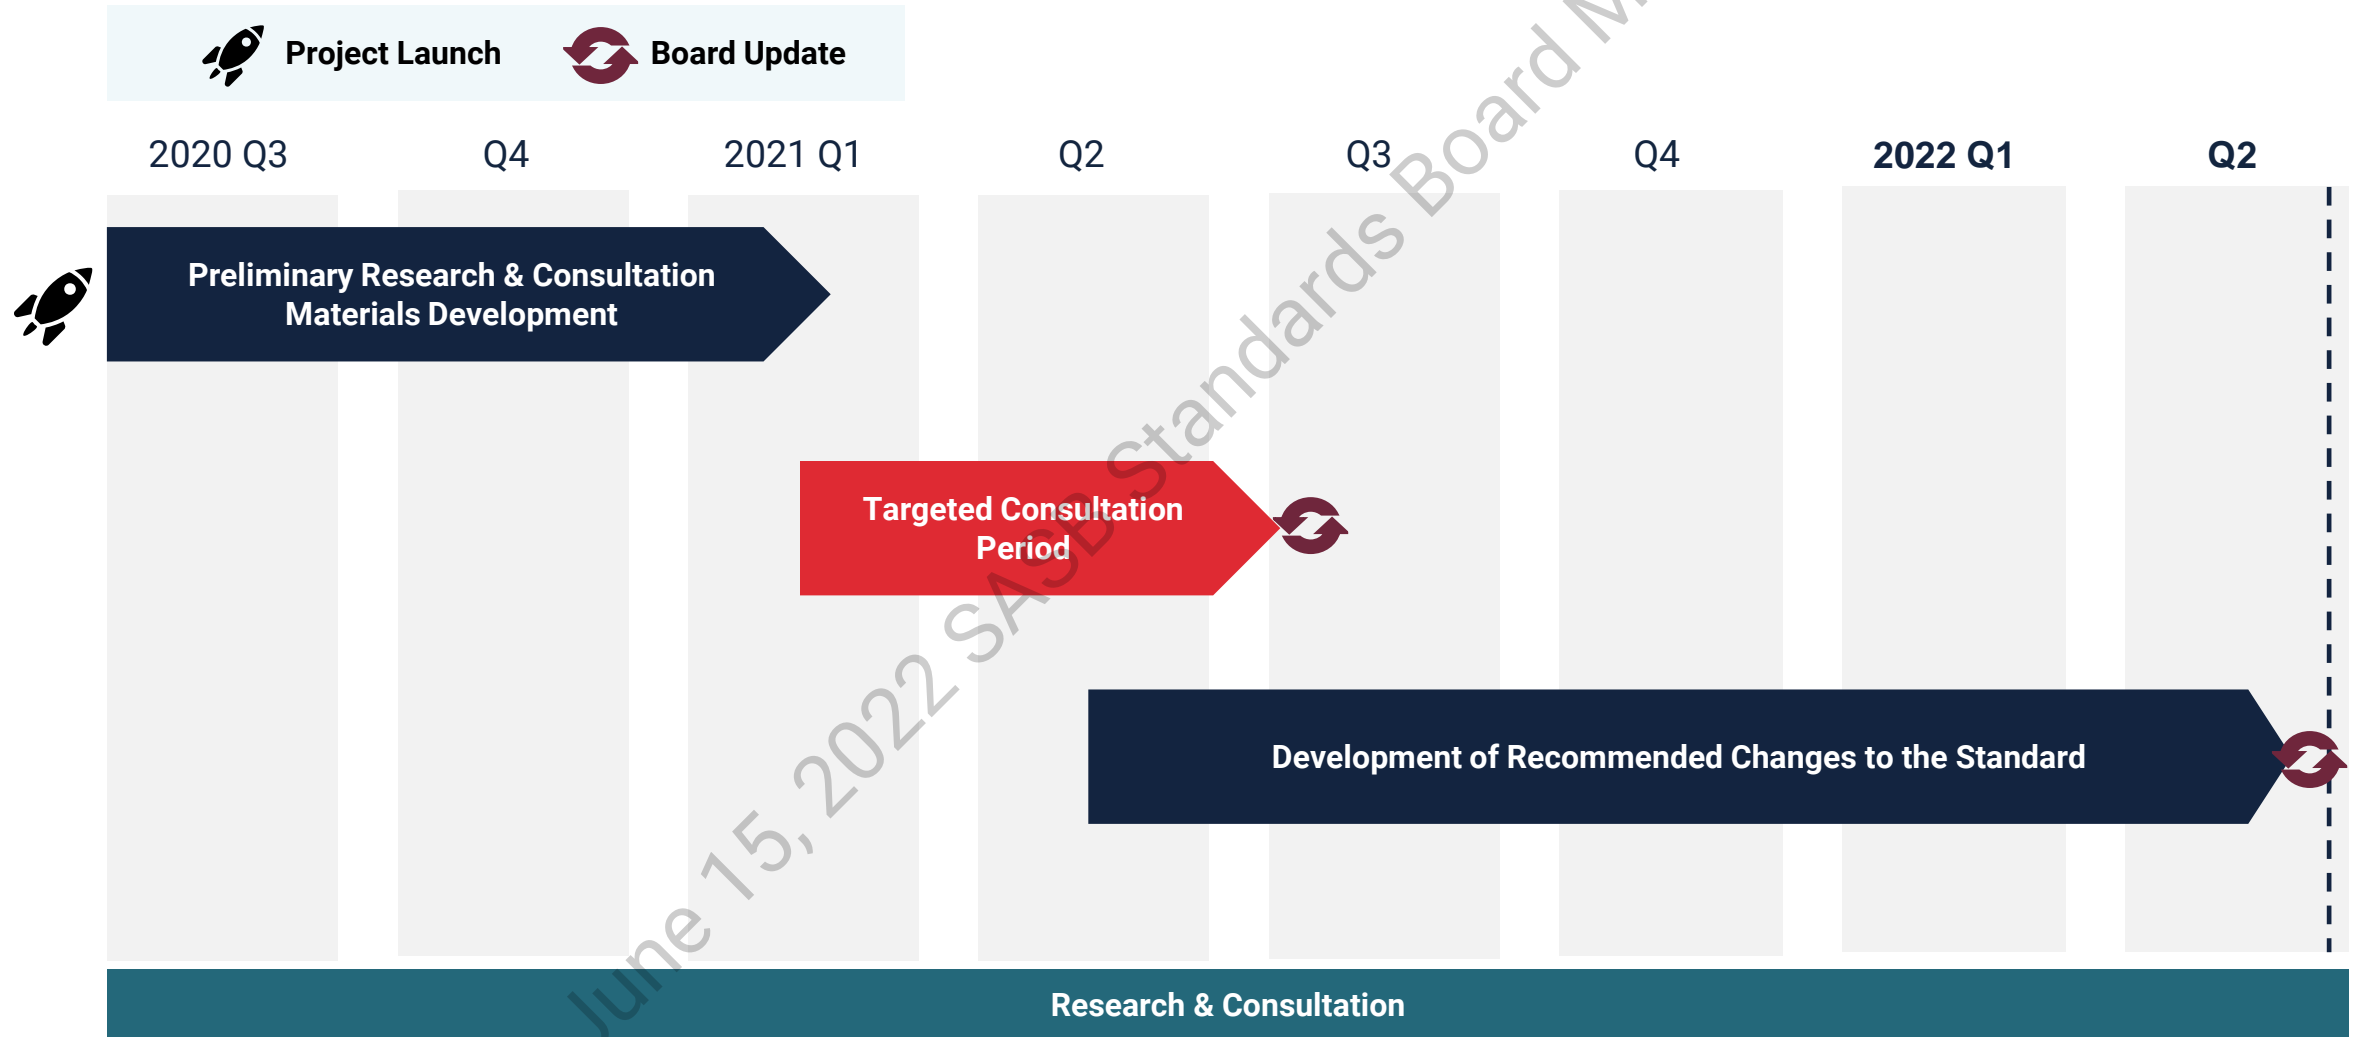 Project Launch
Board Update
2020 Q3
Q4
2021 Q1
Q2
Q3
Q4
2022 Q1
Q2
Preliminary Research & Consultation
Materials Development
Targeted Consultation
Period
Development of Recommended Changes to the Standard
Research & Consultation
June 15, 2022 SASB Standards Board